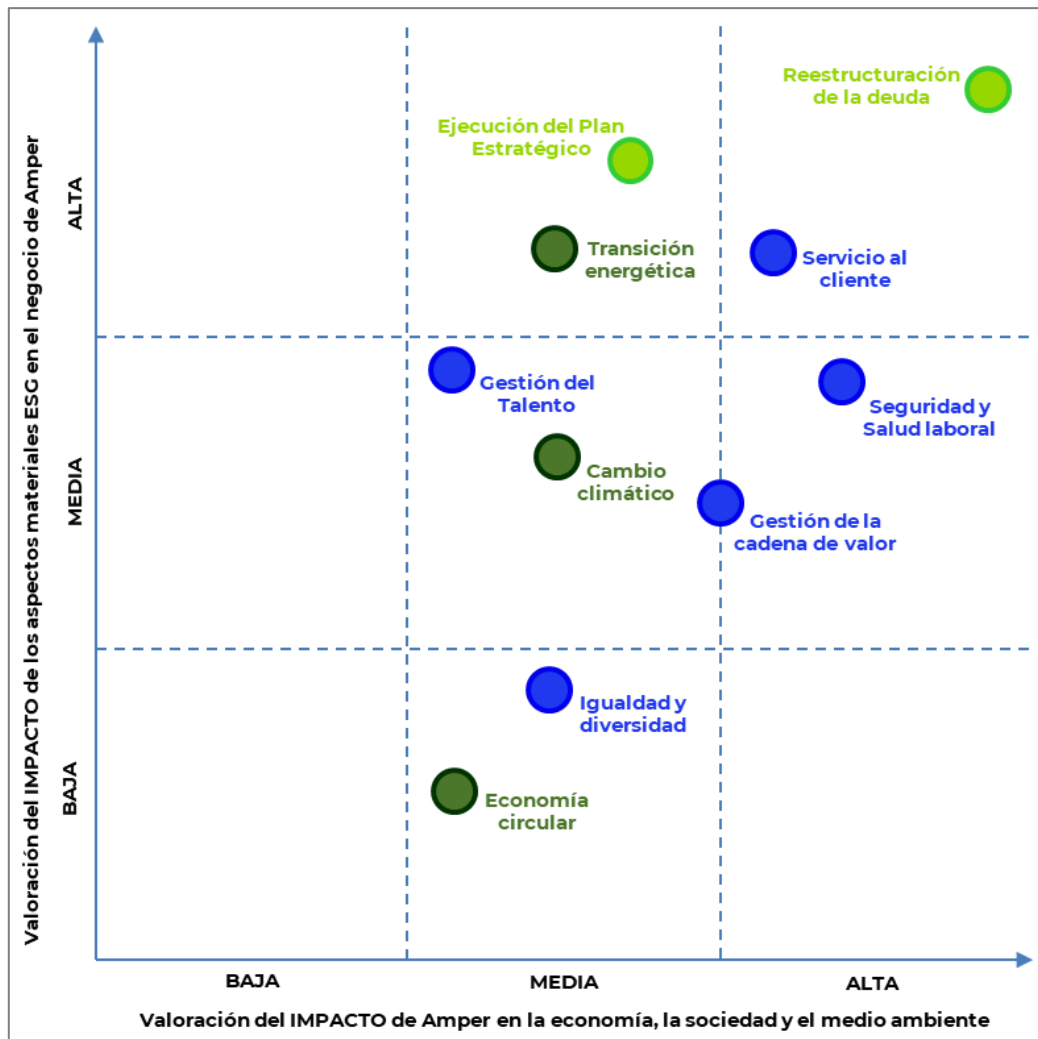 Valoración del IMPACTO de los aspectos materiales ESG en el negocio de Amper
ALTA
MEDIA
BAJA
Reestructuración
de la deuda
Ejecución del Plan
Estratégico
Transición
energética
Servicio al
cliente
Gestión del
Talento
Seguridad y
Salud laboral
Cambio
climático
Gestión de la
cadena de valor
Igualdad y
diversidad
Economía
circular
BAJA
MEDIA
ALTA
Valoración del IMPACTO de Amper en la economía, la sociedad y el medio ambiente